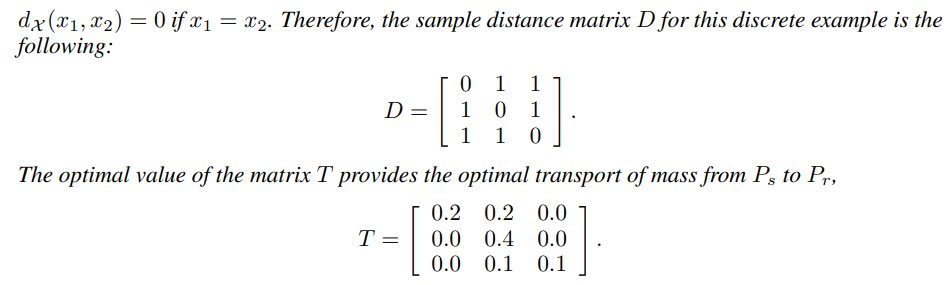 d𝒳(x₁, x₂) = 0 if x₁ = x₂. Therefore, the sample distance matrix D for this discrete example is the
following:
D = [ 0 1 1
1 0 1
1 1 0 ] .
The optimal value of the matrix T provides the optimal transport of mass from Pₛ to Pᵣ,
T = [ 0.2 0.2 0.0
0.0 0.4 0.0
0.0 0.1 0.1 ] .